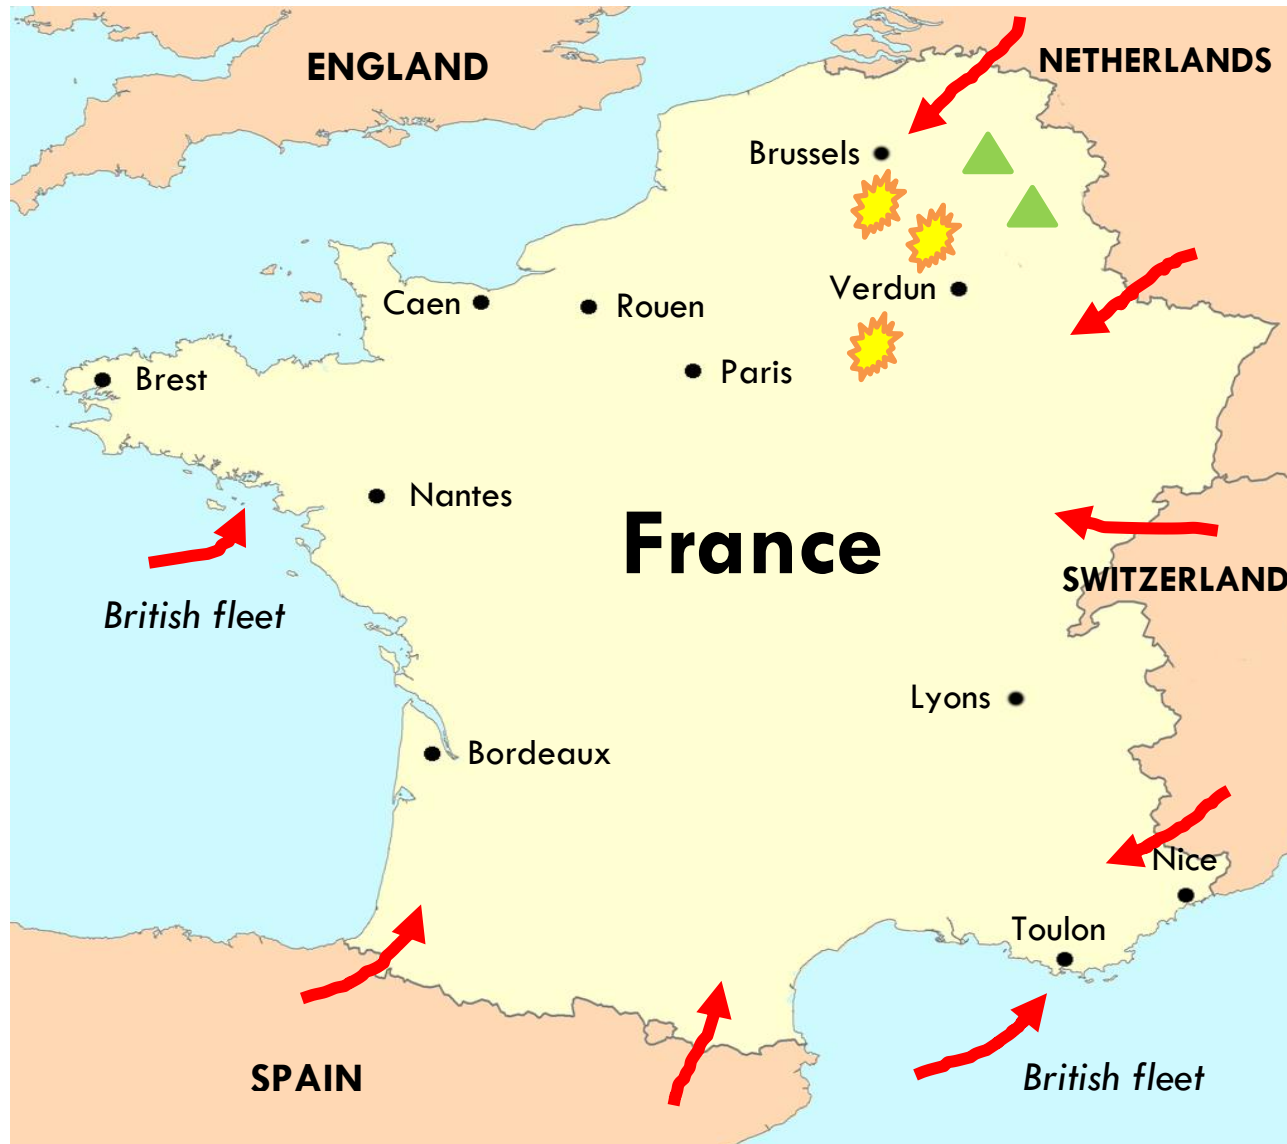 NETHERLANDS
ENGLAND
Brussels
Verdun
Caen
Rouen
Paris
Brest
Nantes
France
SWITZERLAND
British fleet
Lyons
Bordeaux
Nice
Toulon
SPAIN
British fleet